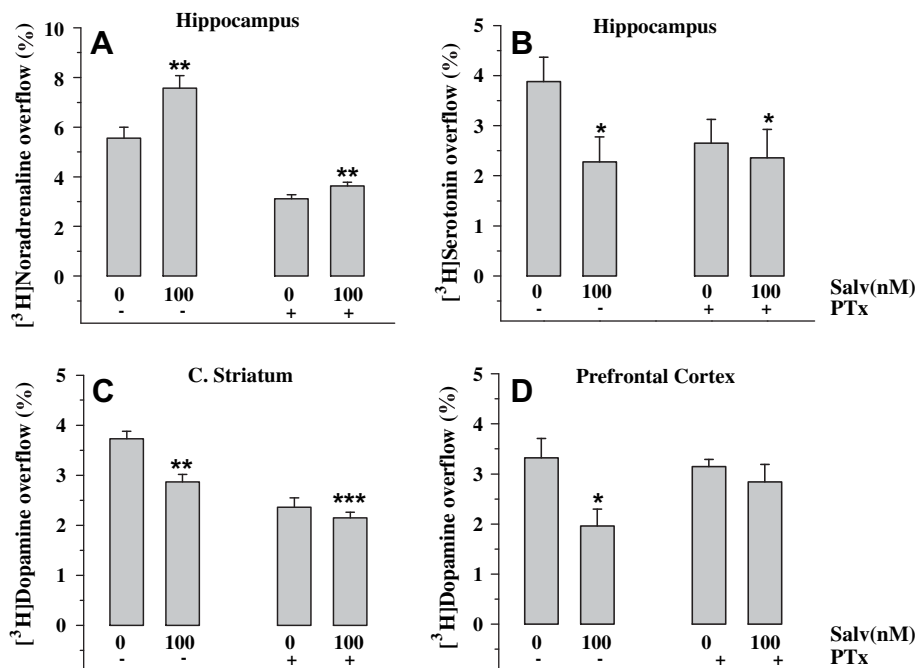 A
Hippocampus
[³H]Noradrenaline overflow (%)
10
8
6
4
2
0
**
**
0 100 0 100
- - + +
B
Hippocampus
[³H]Serotonin overflow (%)
5
4
3
2
1
0
*
*
0 100 0 100 Salv(nM)
- - + + PTx
C
C. Striatum
[³H]Dopamine overflow (%)
5
4
3
2
1
0
**
***
0 100 0 100
- - + +
D
Prefrontal Cortex
[³H]Dopamine overflow (%)
5
4
3
2
1
0
*
0 100 0 100 Salv(nM)
- - + + PTx